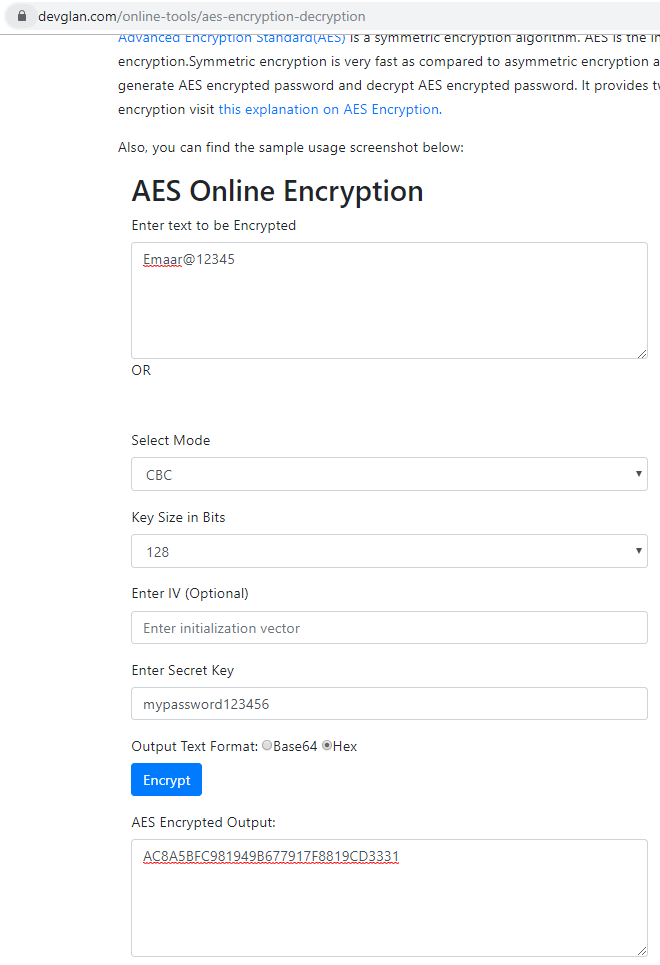 devglan.com/online-tools/aes-encryption-decryption
Advanced Encryption Standard(AES) is a symmetric encryption algorithm. AES is the
encryption.Symmetric encryption is very fast as compared to asymmetric encryption a
generate AES encrypted password and decrypt AES encrypted password. It provides
encryption visit this explanation on AES Encryption.
Also, you can find the sample usage screenshot below:
AES Online Encryption
Enter text to be Encrypted
Emaar@12345
OR
Select Mode
CBC
Key Size in Bits
128
Enter IV (Optional)
Enter initialization vector
Enter Secret Key
mypassword123456
Output Text Format: Base64 Hex
Encrypt
AES Encrypted Output:
AC8A5BFC981949B677917F8819CD3331